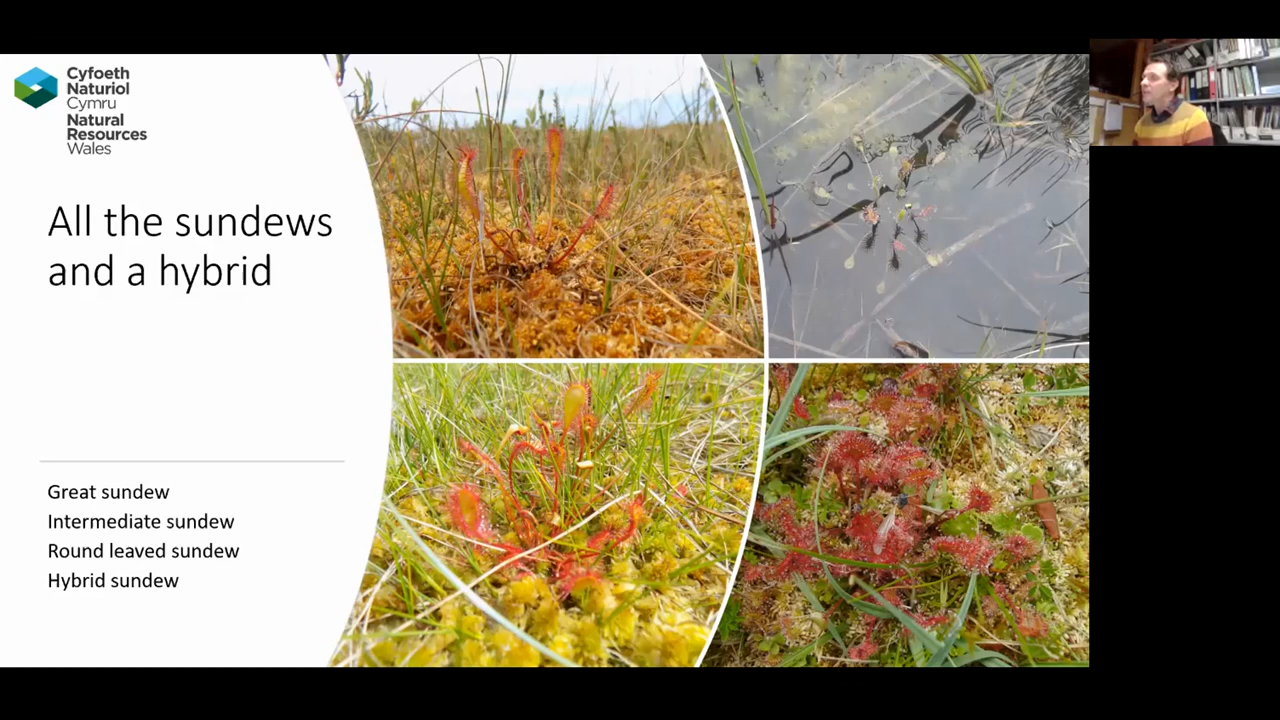 Cyfoeth
Naturiol
Cymru
Natural
Resources
Wales
All the sundews
and a hybrid
Great sundew
Intermediate sundew
Round leaved sundew
Hybrid sundew